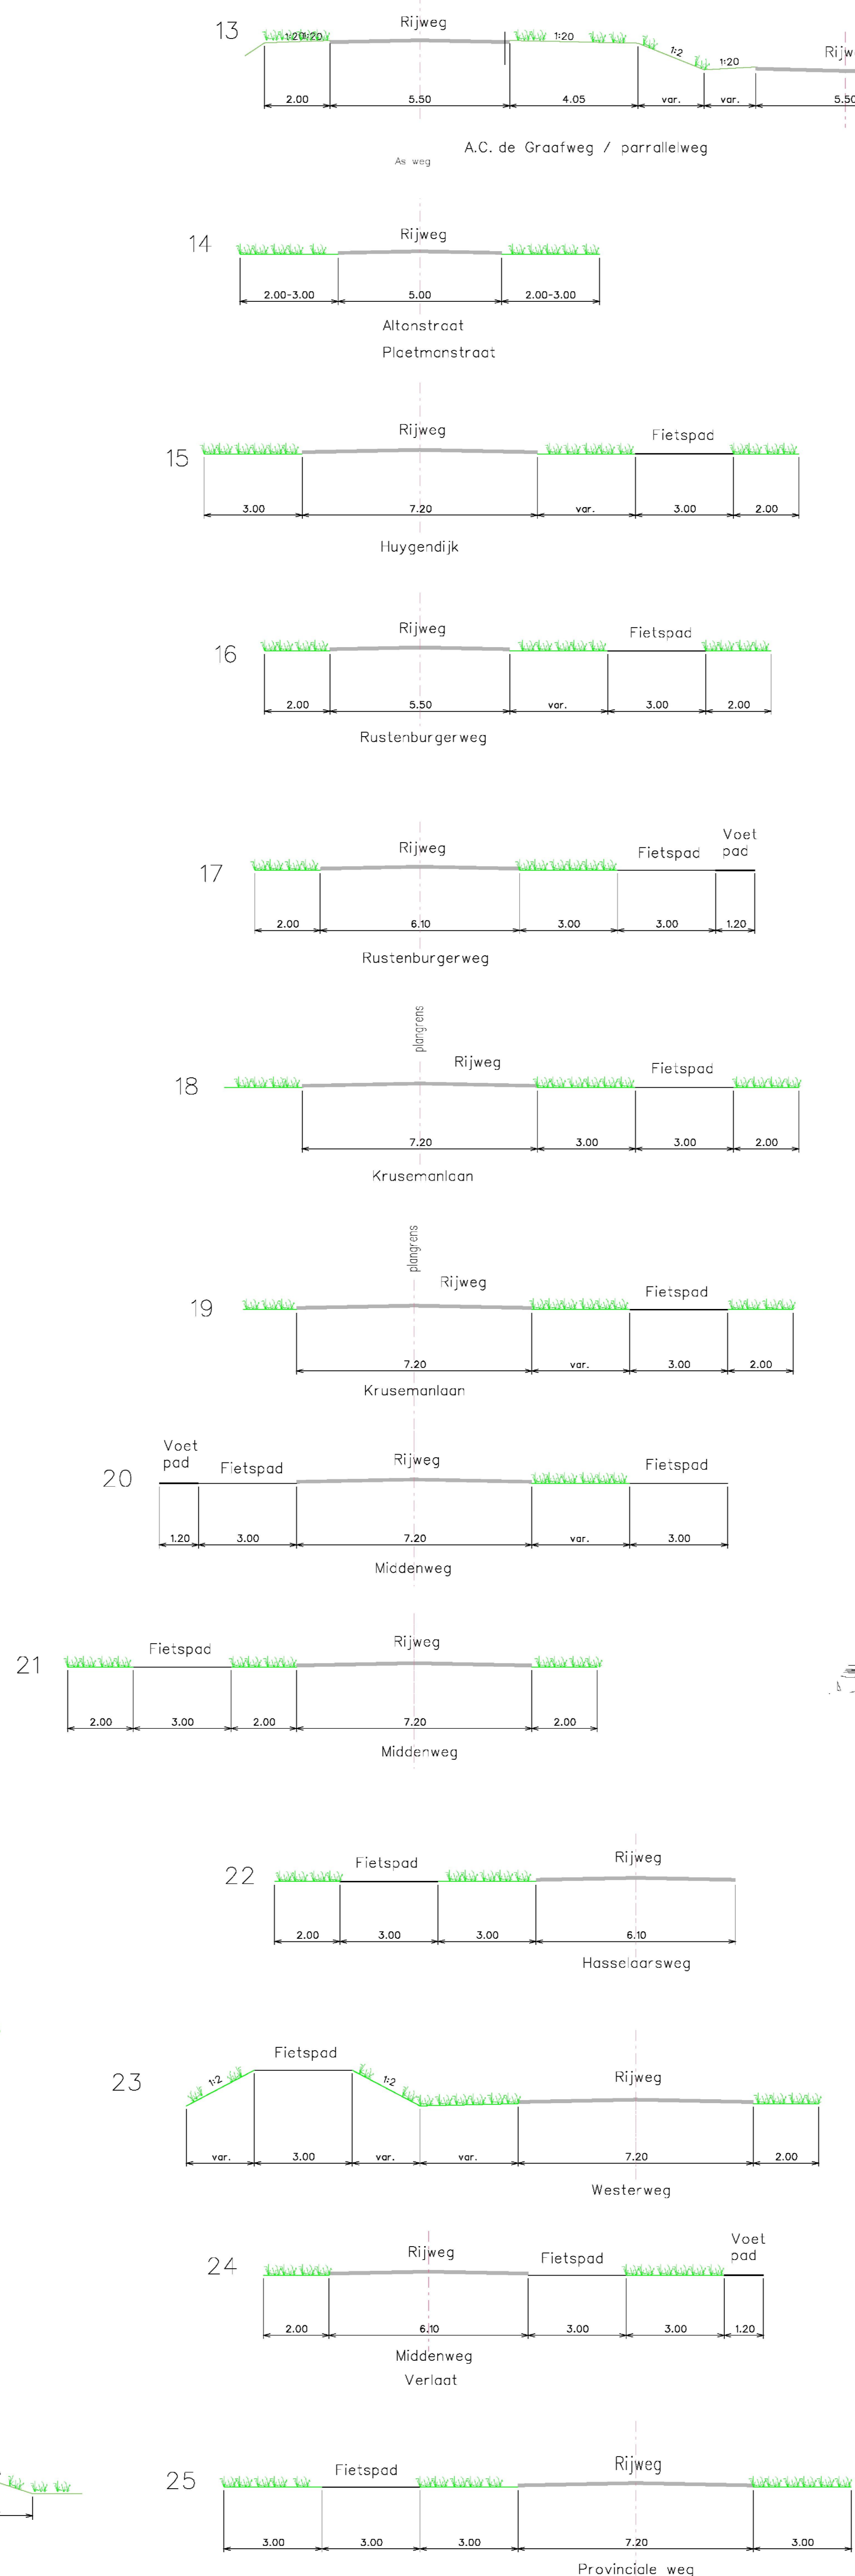 13
Rijweg
1:20
1:20
1:20
1:2
1:20
2.00
5.50
4.05
var.
var.
5.50
A.C. de Graafweg / parrallelweg
As weg
14
Rijweg
2.00-3.00
5.00
2.00-3.00
Altonstraat
Plaetmanstraat
15
Rijweg
Fietspad
3.00
7.20
var.
3.00
2.00
Huygendijk
16
Rijweg
Fietspad
2.00
5.50
var.
3.00
2.00
Rustenburgerweg
17
Rijweg
Fietspad
Voet
pad
2.00
6.10
3.00
3.00
1.20
Rustenburgerweg
plangrens
18
Rijweg
Fietspad
7.20
3.00
3.00
2.00
Krusemanlaan
plangrens
19
Rijweg
Fietspad
7.20
var.
3.00
2.00
Krusemanlaan
20
Voet
pad
Fietspad
Rijweg
Fietspad
1.20
3.00
7.20
var.
3.00
Middenweg
21
Fietspad
Rijweg
2.00
3.00
2.00
7.20
2.00
Middenweg
22
Fietspad
Rijweg
2.00
3.00
3.00
6.10
Hasselaarsweg
23
1:2
Fietspad
1:2
Rijweg
var.
3.00
var.
var.
7.20
2.00
Westerweg
24
Rijweg
Fietspad
Voet
pad
2.00
6.10
3.00
3.00
1.20
Middenweg
Verlaat
25
Fietspad
Rijweg
3.00
3.00
3.00
7.20
3.00
Provinciale weg